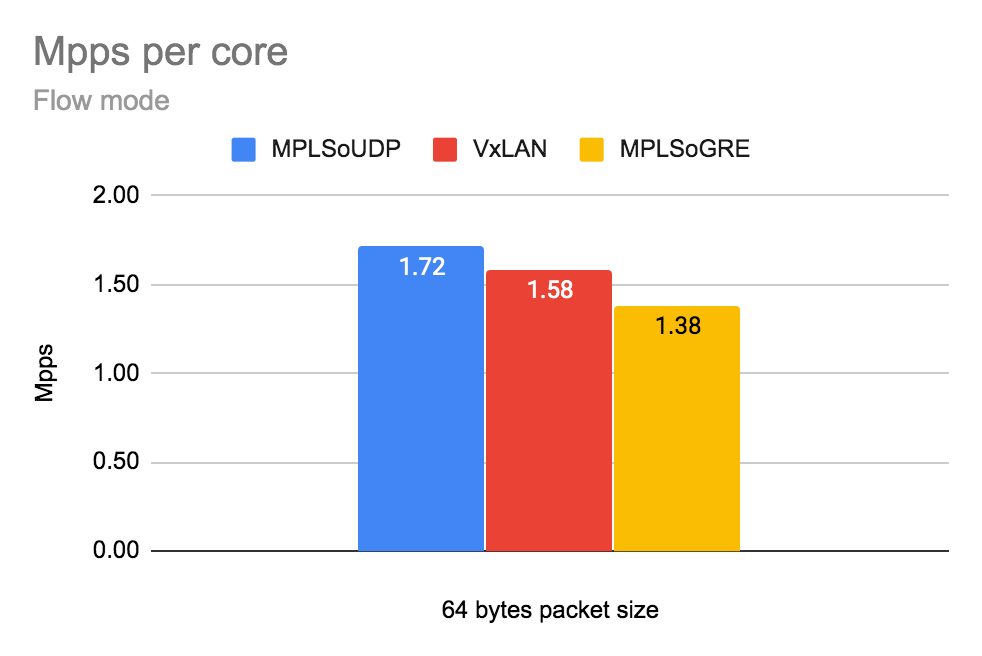 Mpps per core
Flow mode
MPLSoUDP VxLAN MPLSoGRE
2.00
1.72
1.50
1.58
1.38
1.00
Mpps
0.50
0.00
64 bytes packet size